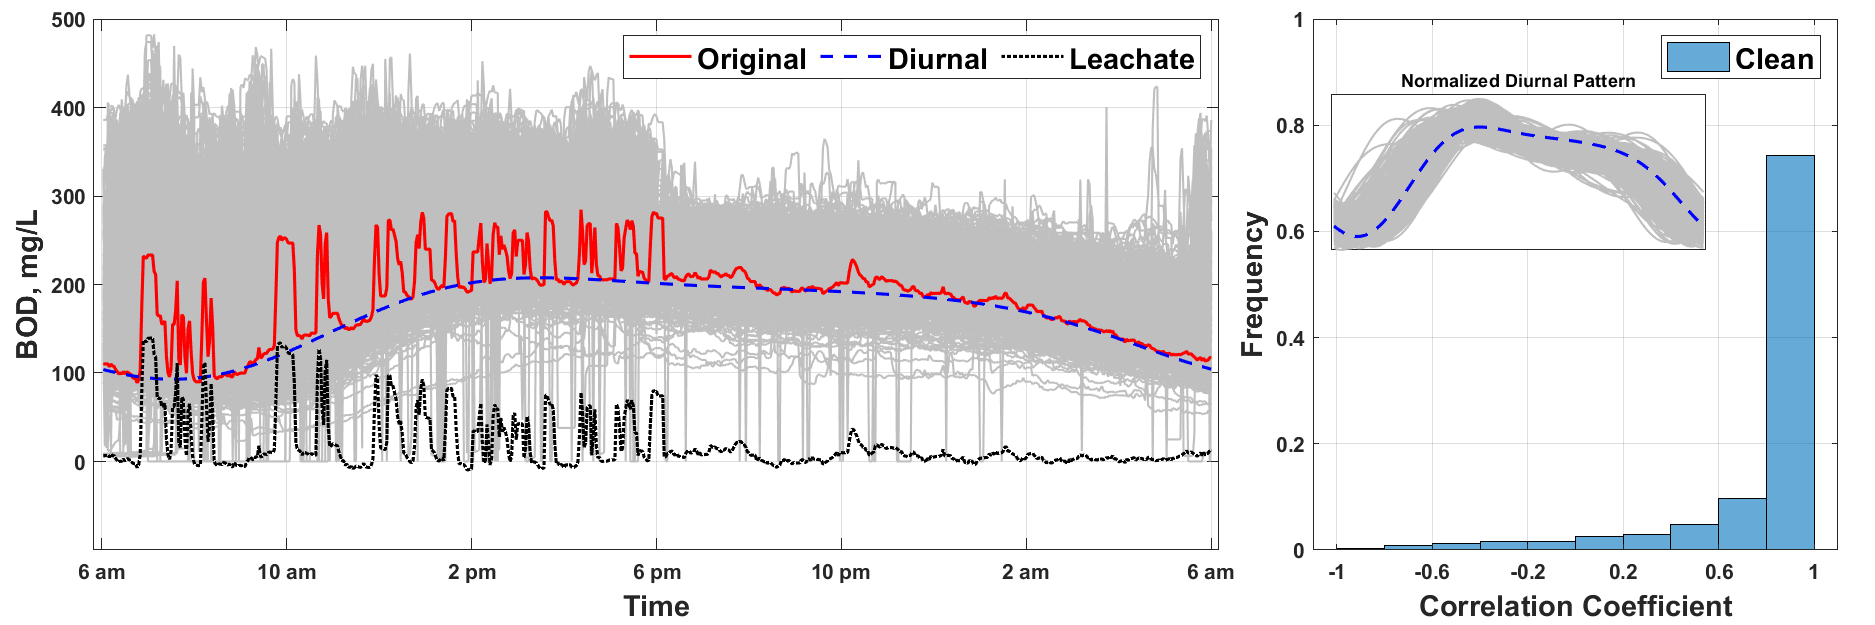 500
400
300
200
100
0
BOD, mg/L
Original Diurnal Leachate
6 am 10 am 2 pm 6 pm 10 pm 2 am 6 am
Time
1
0.8
0.6
0.4
0.2
0
Frequency
Clean
Normalized Diurnal Pattern
-1 -0.6 -0.2 0.2 0.6 1
Correlation Coefficient